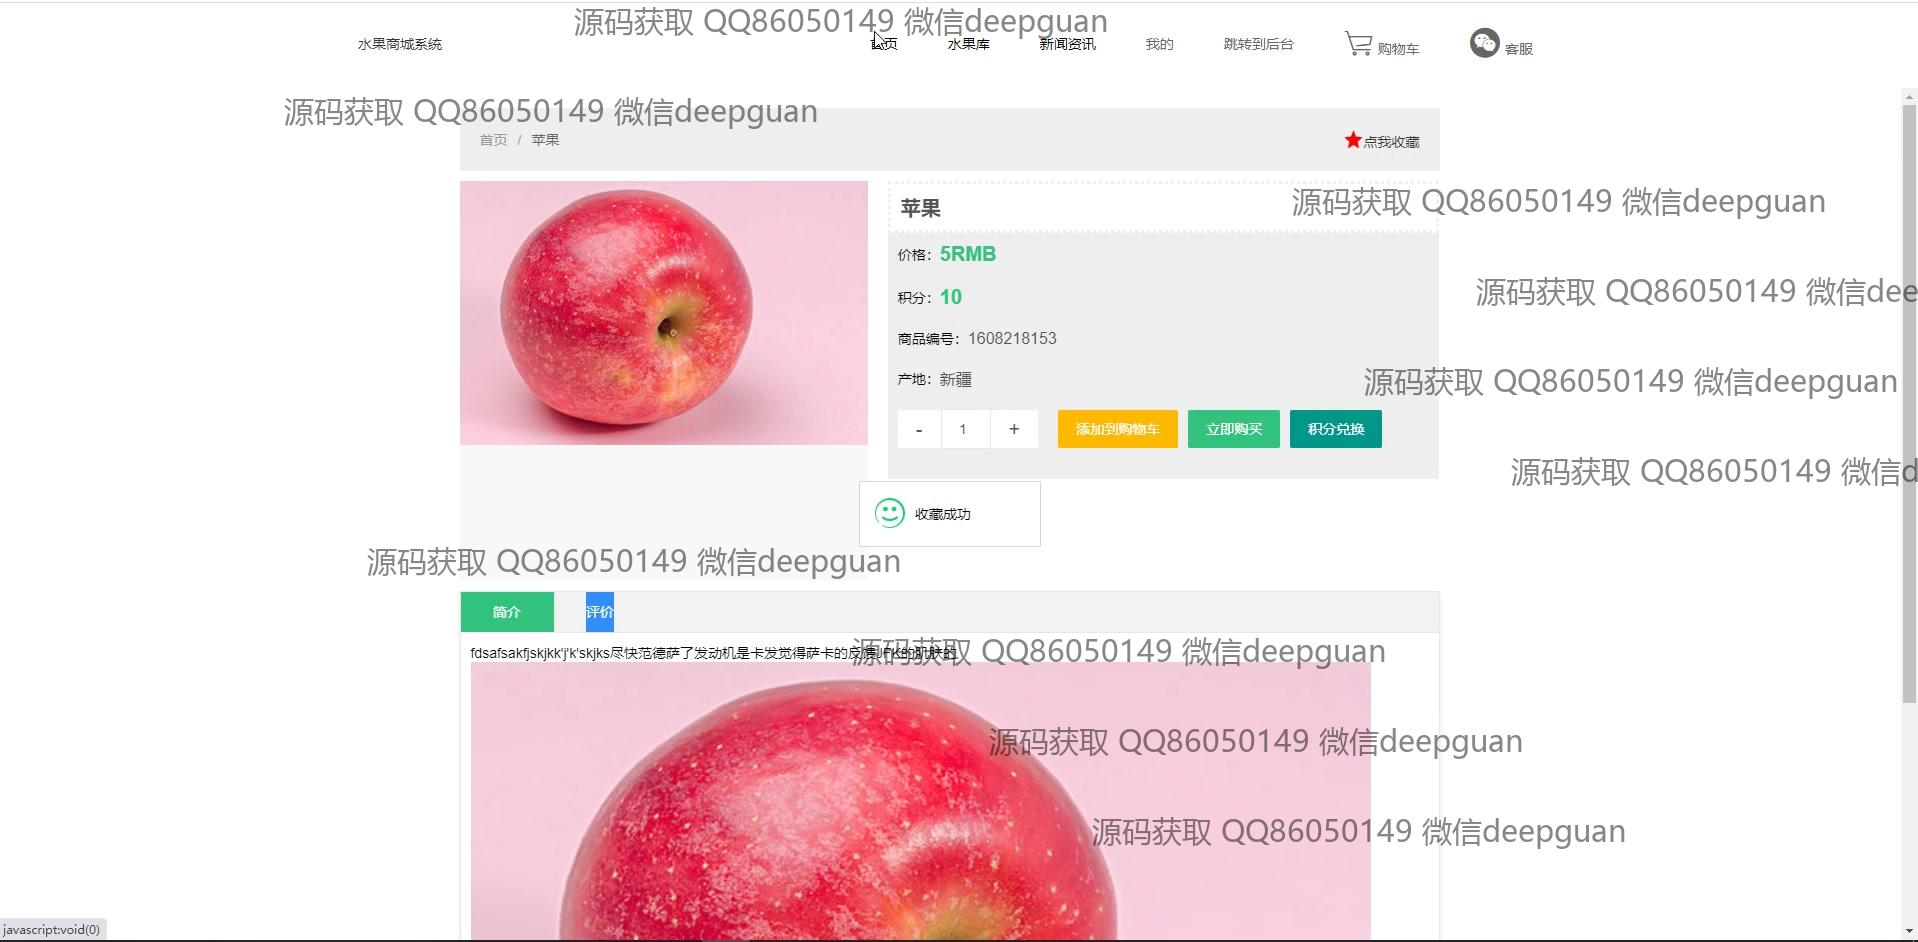 源码获取 QQ86050149 微信deepguan
水果商城系统 首页 水果库 新闻资讯 我的 跳转到后台 购物车 客服
源码获取 QQ86050149 微信deepguan
首页 / 苹果 点我收藏
苹果
源码获取 QQ86050149 微信deepguan
价格：5RMB
积分：10
源码获取 QQ86050149 微信dee
商品编号：1608218153
产地：新疆
源码获取 QQ86050149 微信deepguan
- 1 + 添加到购物车 立即购买 积分兑换
源码获取 QQ86050149 微信d
收藏成功
源码获取 QQ86050149 微信deepguan
简介 评价
fdsafsakfjskjkk'j'k'skjks尽快范德萨了发动机是卡发觉得萨卡的
源码获取 QQ86050149 微信deepguan
源码获取 QQ86050149 微信deepguan
源码获取 QQ86050149 微信deepguan
javascript:void(0)